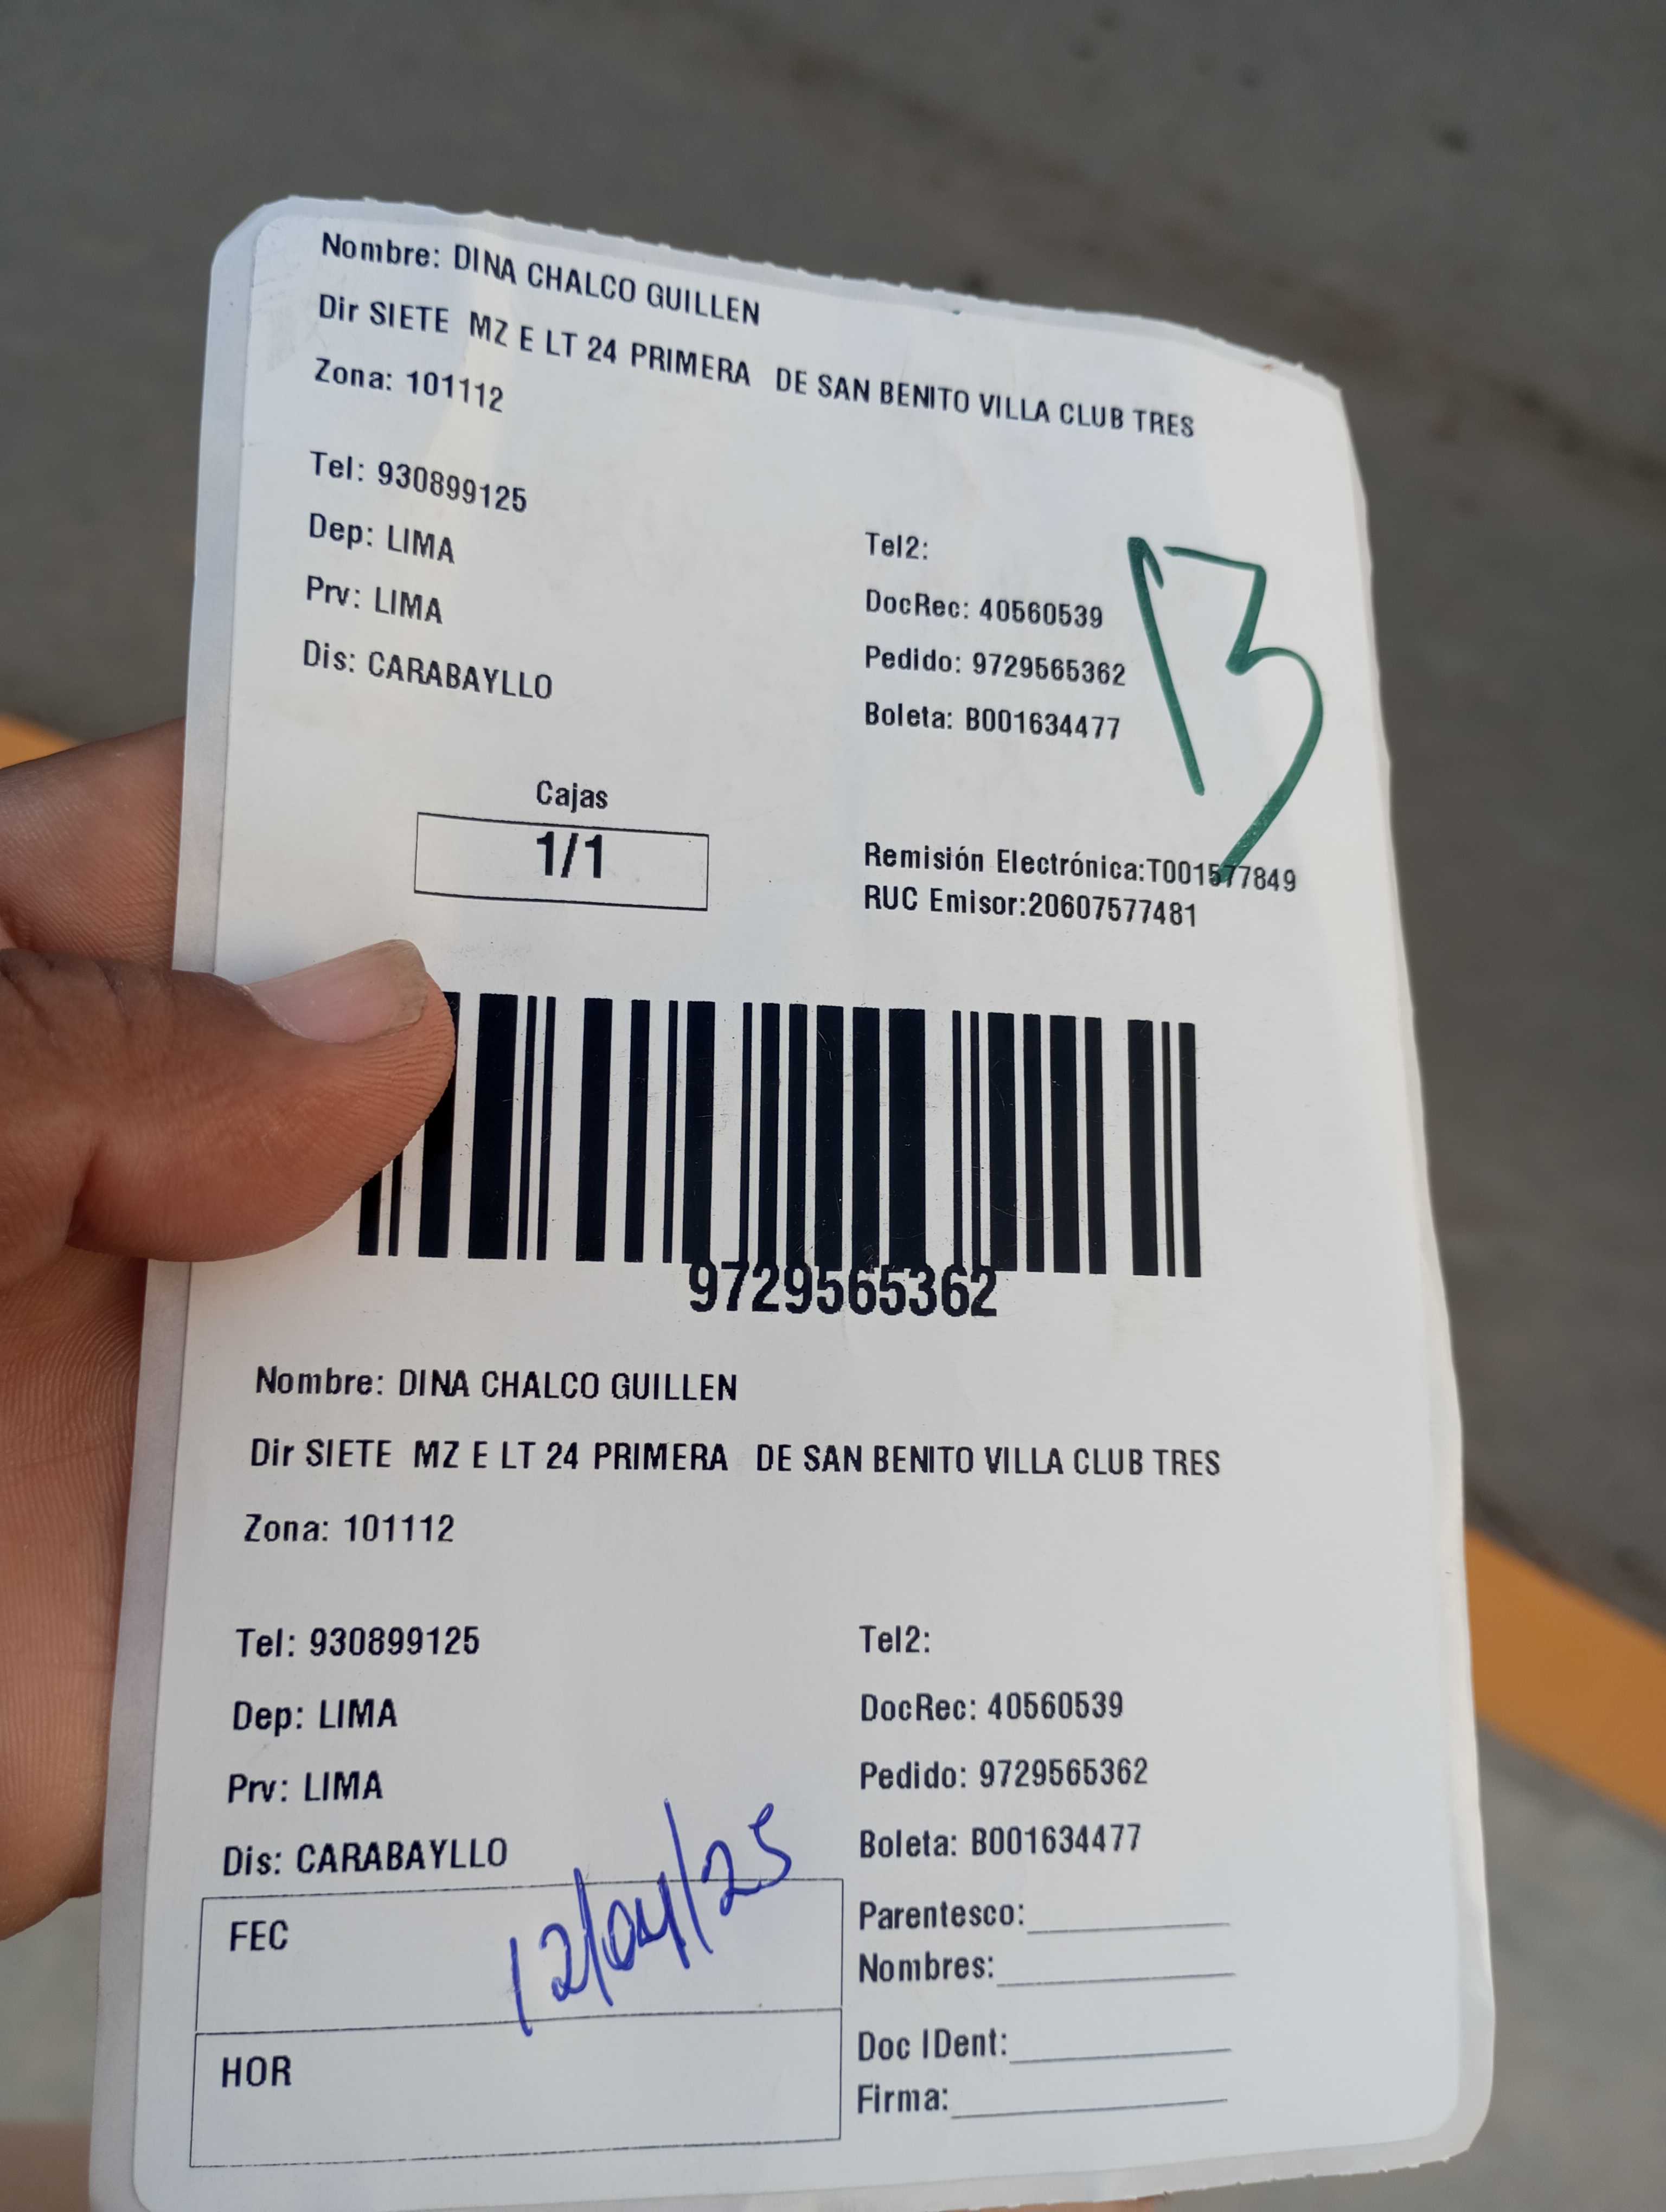 Nombre: DINA CHALCO GUILLEN
Dir SIETE MZ E LT 24 PRIMERA DE SAN BENITO VILLA CLUB TRES
Zona: 101112
Tel: 930899125
Dep: LIMA
Prv: LIMA
Dis: CARABAYLLO
Tel2:
DocRec: 40560539
Pedido: 9729565362
Boleta: B001634477
13
Cajas
1/1
Remisión Electrónica:T001577849
RUC Emisor:20607577481
9729565362
Nombre: DINA CHALCO GUILLEN
Dir SIETE MZ E LT 24 PRIMERA DE SAN BENITO VILLA CLUB TRES
Zona: 101112
Tel: 930899125
Dep: LIMA
Prv: LIMA
Dis: CARABAYLLO
Tel2:
DocRec: 40560539
Pedido: 9729565362
Boleta: B001634477
FEC 12/04/25
HOR
Parentesco:
Nombres:
Doc IDent:
Firma: